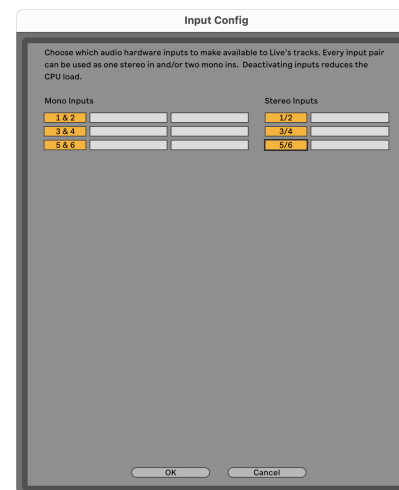 Input Config
Choose which audio hardware inputs to make available to Live's tracks. Every input pair
can be used as one stereo in and/or two mono ins. Deactivating inputs reduces the
CPU load.
Mono Inputs Stereo Inputs
1 & 2 1/2
3 & 4 3/4
5 & 6 5/6
OK Cancel